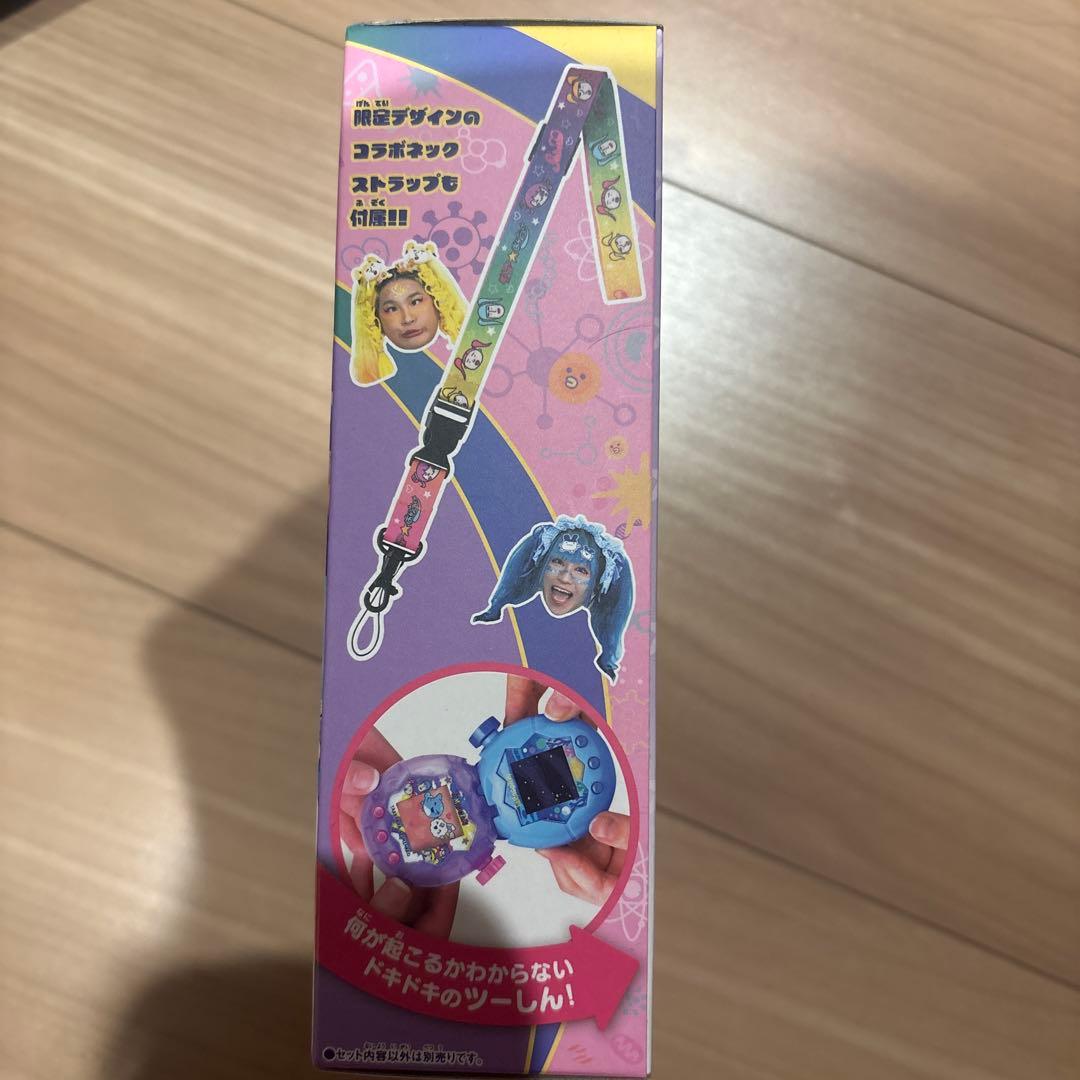 限定デザインの
コラボネック
ストラップも
付属!!
何が起こるかわからない
ドキドキのツーしん!
●セット内容以外は別売りです。